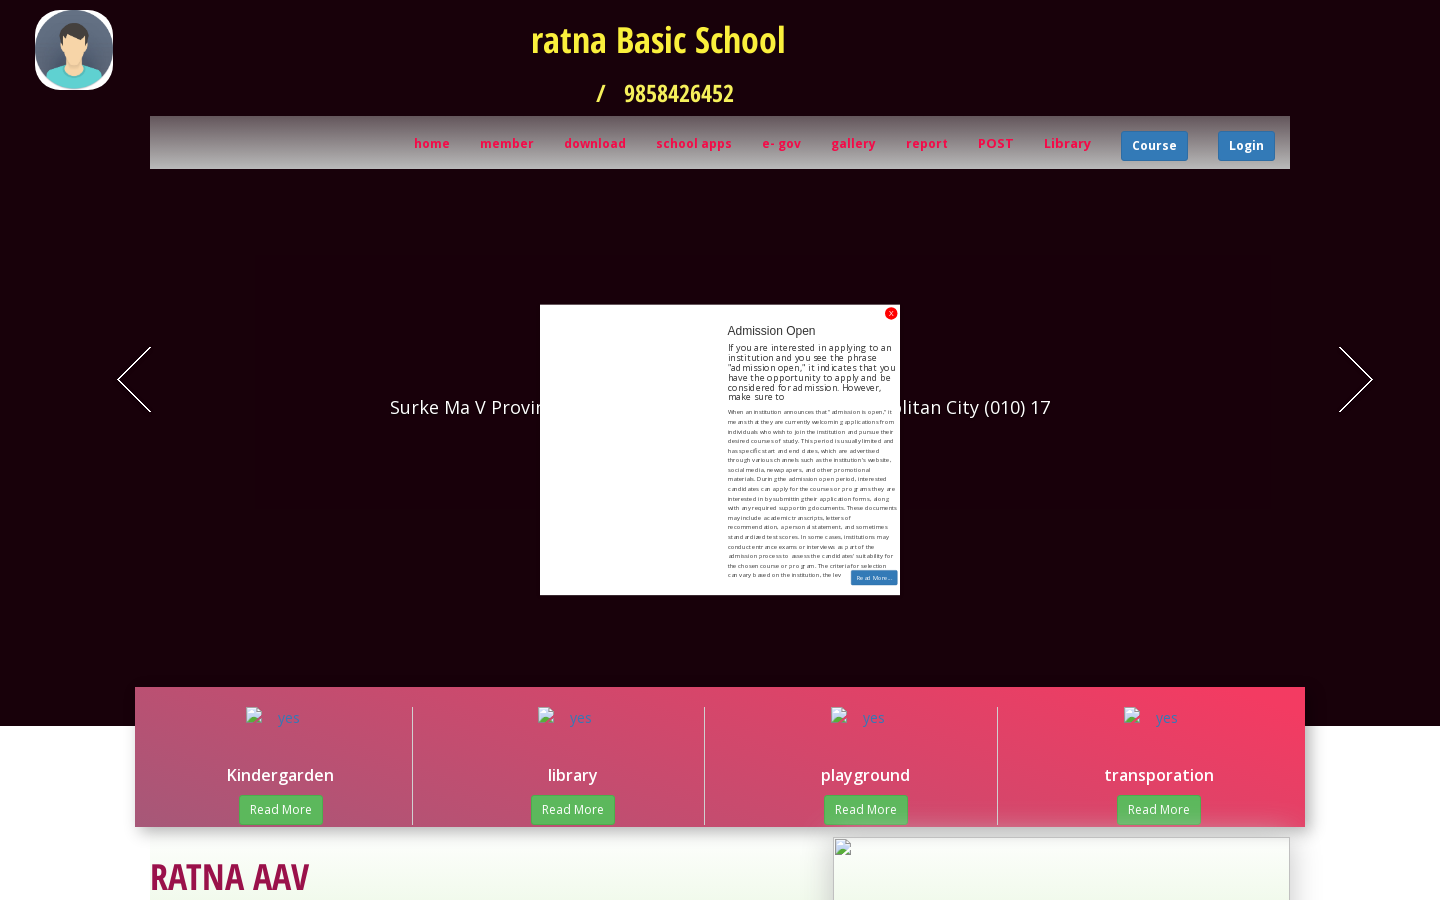 ratna Basic School
/ 9858426452
home member download school apps e- gov gallery report POST Library Course Login
X
Admission Open
If you are interested in applying to an
institution and you see the phrase
"admission open," it indicates that you
have the opportunity to apply and be
considered for admission. However,
make sure to
Surke Ma V Provin
olitan City (010) 17
When an institution announces that "admission is open," it
means that they are currently welcoming applications from
individuals who wish to join the institution and pursue their
desired courses of study. This period is usually limited and
has specific start and end dates, which are advertised
through various channels such as the institution's website,
social media, newspapers, and other promotional
materials. During the admission open period, interested
candidates can apply for the courses or programs they are
interested in by submitting their application forms, along
with any required supporting documents. These documents
may include academic transcripts, letters of
recommendation, a personal statement, and sometimes
standardized test scores. In some cases, institutions may
conduct entrance exams or interviews as part of the
admission process to assess the candidates' suitability for
the chosen course or program. The criteria for selection
can vary based on the institution, the lev
Read More...
yes yes yes yes
Kindergarden library playground transporation
Read More Read More Read More Read More
RATNA AAV